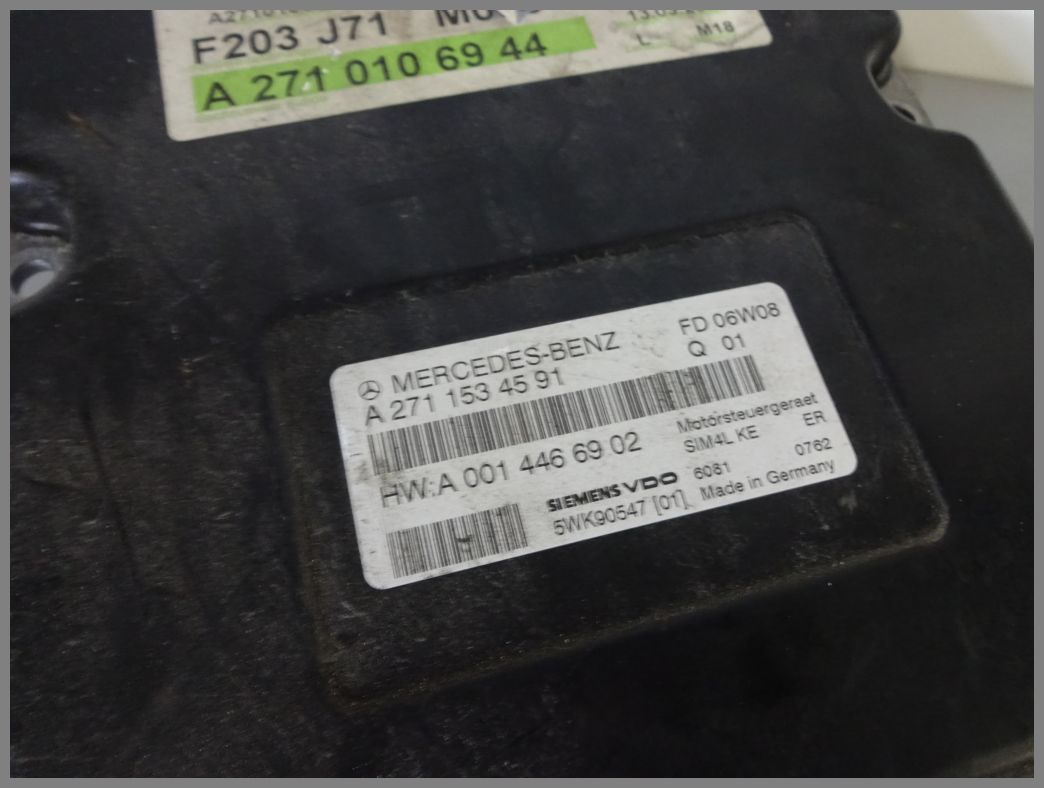 F203 J71
M18
L
A 271 010 69 44
MERCEDES-BENZ
FD 06W08
A 271 153 45 91
Q 01
HW:A 001 446 69 02
Motorsteuergeraet
SIM4L KE ER
SIEMENS VDO 6081 0762
5WK90547 [01]. Made in Germany